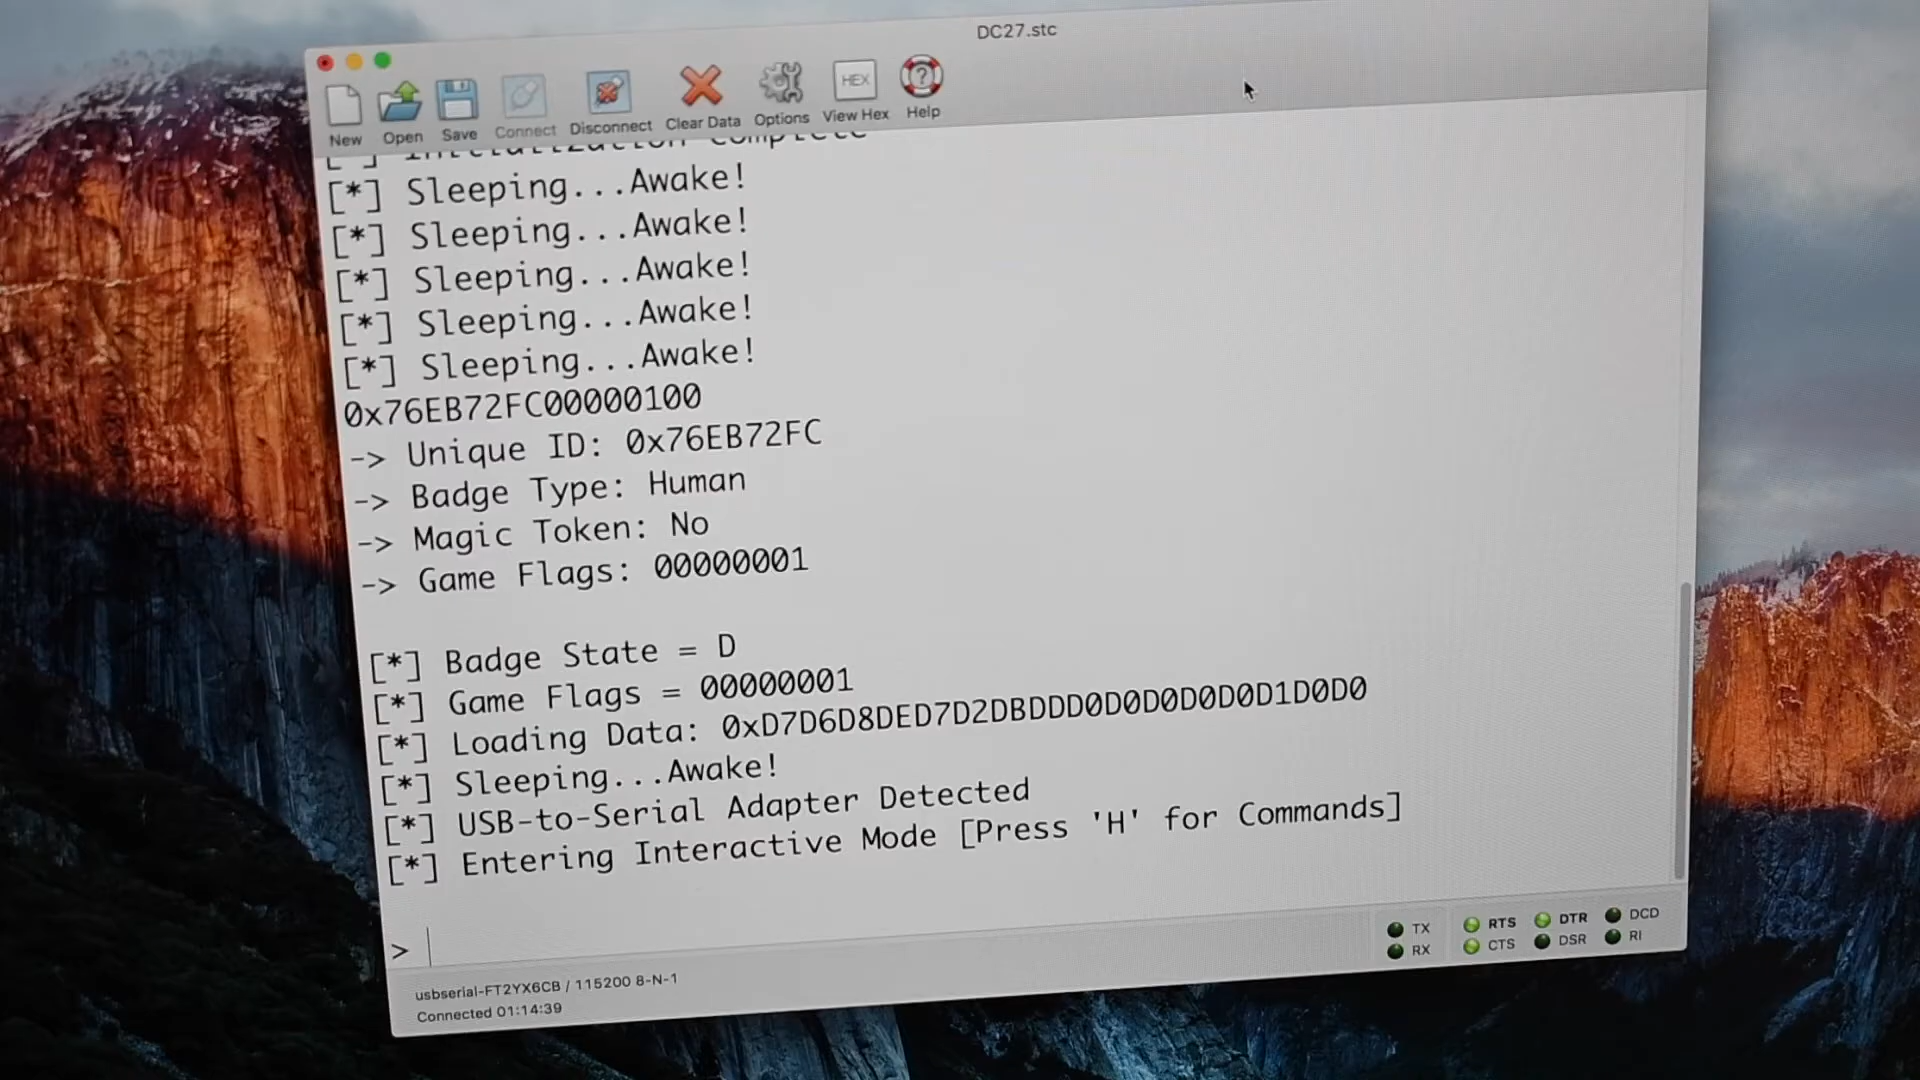 DC27.stc
New Open Save Connect Disconnect Clear Data Options HEX View Hex ? Help
[*] Initialization Complete
[*] Sleeping...Awake!
[*] Sleeping...Awake!
[*] Sleeping...Awake!
[*] Sleeping...Awake!
[*] Sleeping...Awake!
0x76EB72FC00000100
-> Unique ID: 0x76EB72FC
-> Badge Type: Human
-> Magic Token: No
-> Game Flags: 00000001
[*] Badge State = D
[*] Game Flags = 00000001
[*] Loading Data: 0xD7D6D8DED7D2DBDDD0D0D0D0D0D1D0D0
[*] Sleeping...Awake!
[*] USB-to-Serial Adapter Detected
[*] Entering Interactive Mode [Press 'H' for Commands]
>
TX RTS DTR DCD
RX CTS DSR RI
usbserial-FT2YX6CB / 115200 8-N-1
Connected 01:14:39